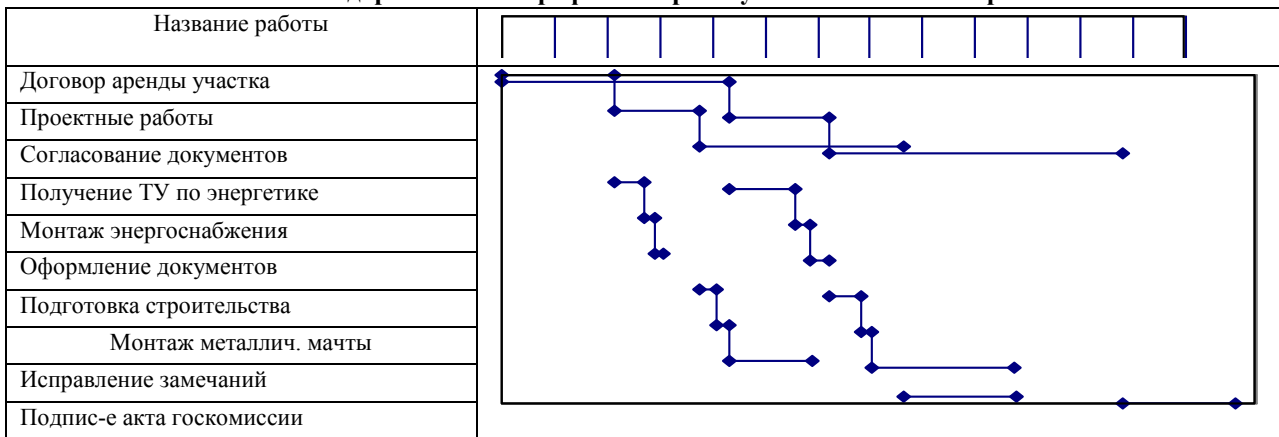 Название работы
Договор аренды участка
Проектные работы
Согласование документов
Получение ТУ по энергетике
Монтаж энергоснабжения
Оформление документов
Подготовка строительства
Монтаж металлич. мачты
Исправление замечаний
Подпис-е акта госкомиссии